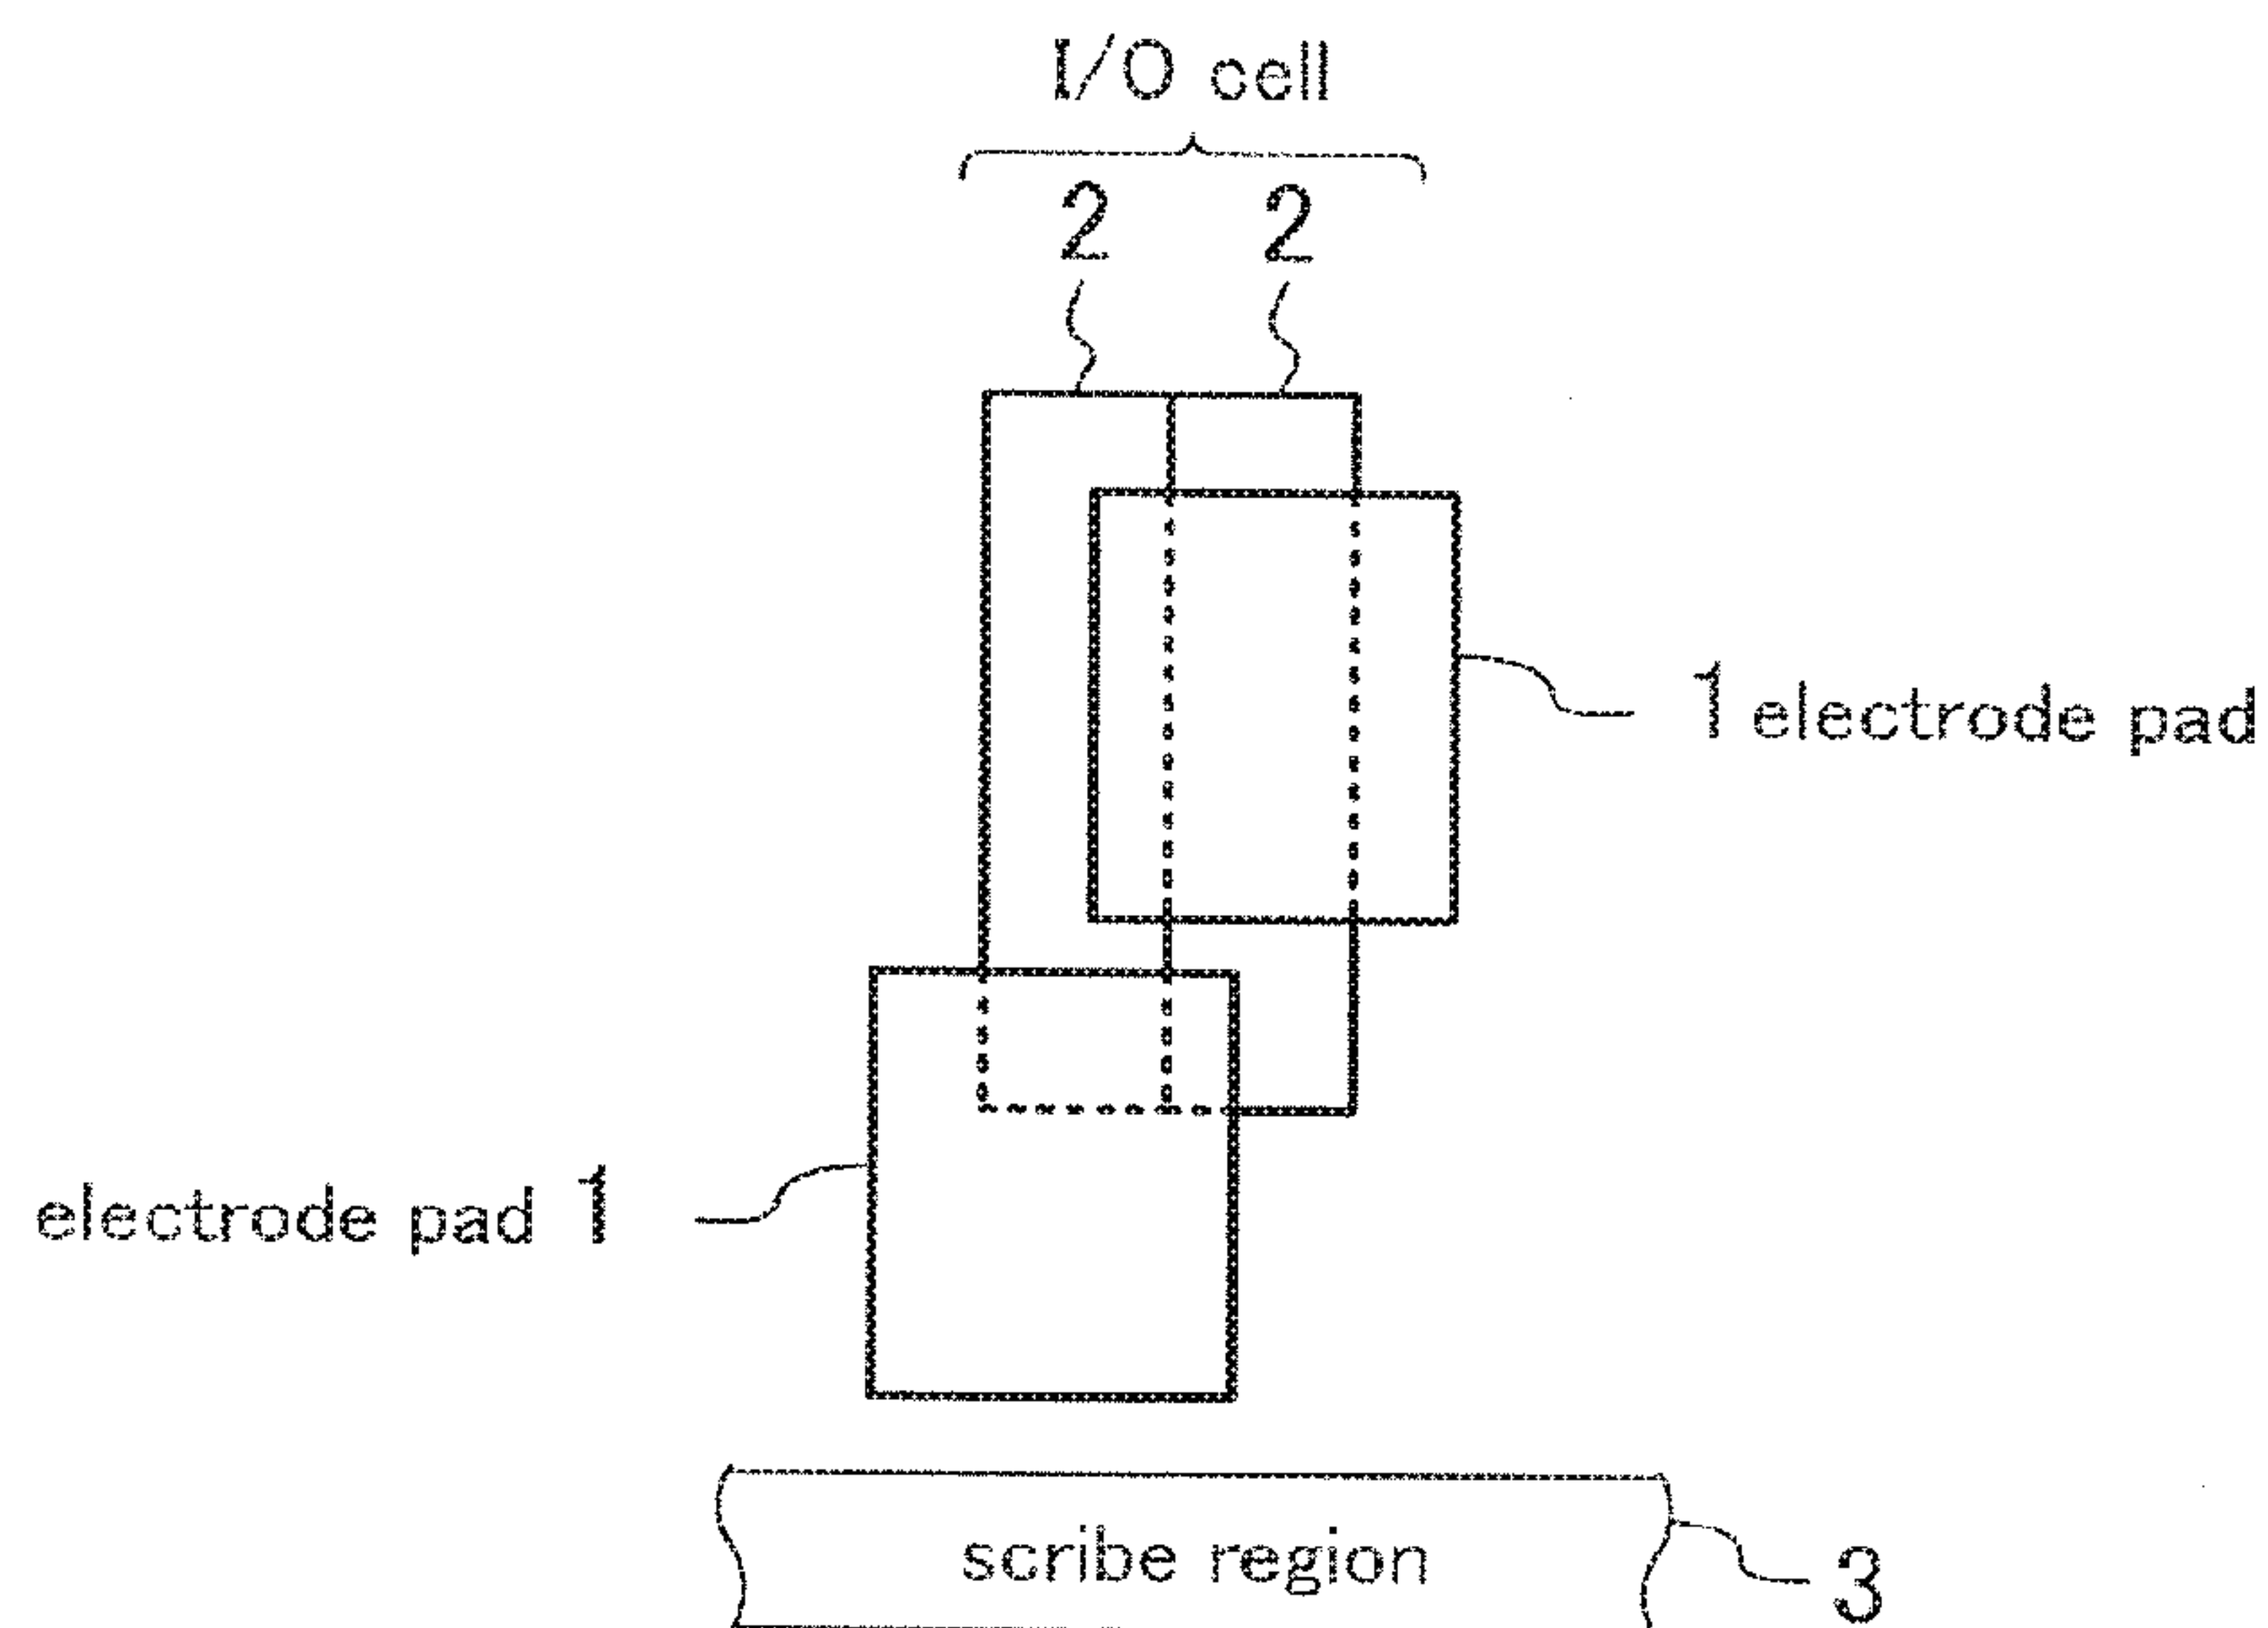 I/O cell
2 2
1 electrode pad
electrode pad 1
scribe region
3